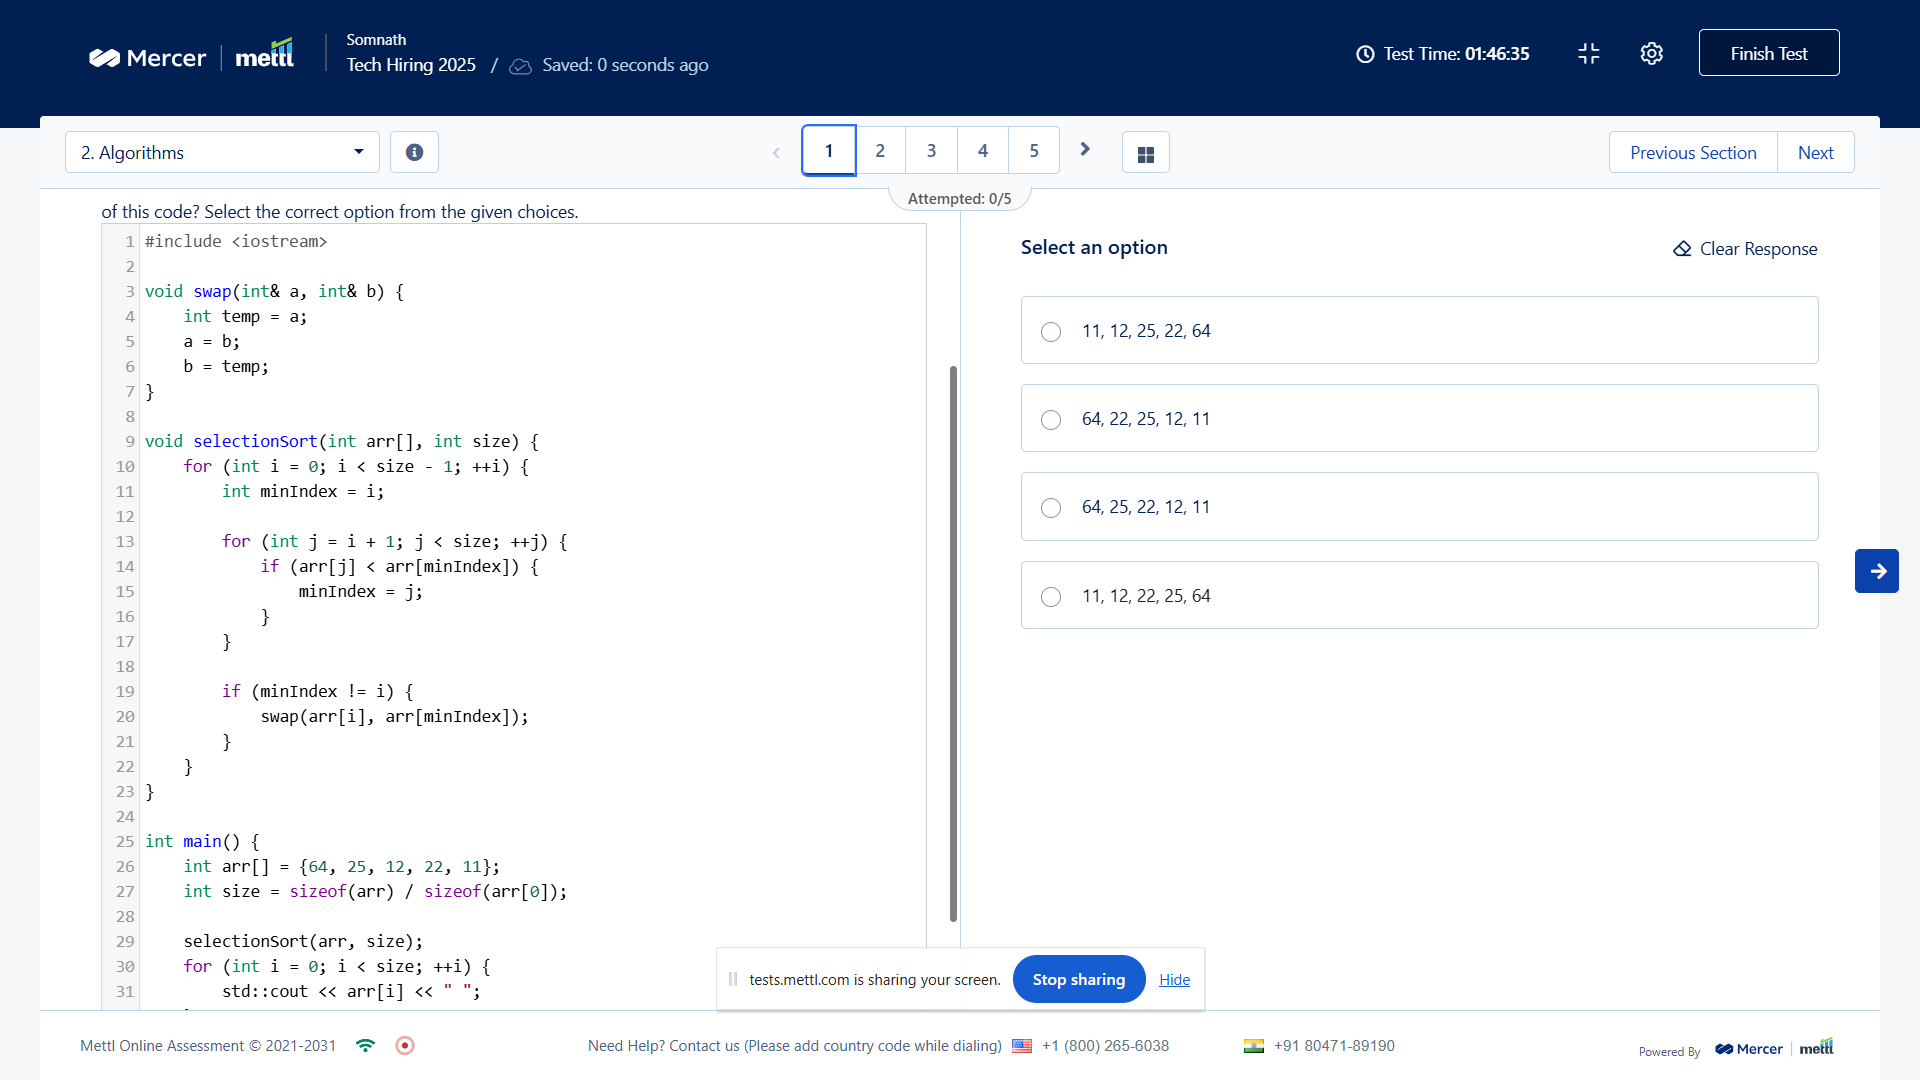 Mercer
mettl
Somnath
Tech Hiring 2025 / Saved: 0 seconds ago
Test Time: 01:46:35
Finish Test
2. Algorithms
1 2 3 4 5
Previous Section
Next
Attempted: 0/5
of this code? Select the correct option from the given choices.
1 #include <iostream>
2
3 void swap(int& a, int& b) {
4     int temp = a;
5     a = b;
6     b = temp;
7 }
8
9 void selectionSort(int arr[], int size) {
10     for (int i = 0; i < size - 1; ++i) {
11         int minIndex = i;
12
13         for (int j = i + 1; j < size; ++j) {
14             if (arr[j] < arr[minIndex]) {
15                 minIndex = j;
16             }
17         }
18
19         if (minIndex != i) {
20             swap(arr[i], arr[minIndex]);
21         }
22     }
23 }
24
25 int main() {
26     int arr[] = {64, 25, 12, 22, 11};
27     int size = sizeof(arr) / sizeof(arr[0]);
28
29     selectionSort(arr, size);
30     for (int i = 0; i < size; ++i) {
31         std::cout << arr[i] << " ";
Select an option
Clear Response
11, 12, 25, 22, 64
64, 22, 25, 12, 11
64, 25, 22, 12, 11
11, 12, 22, 25, 64
tests.mettl.com is sharing your screen.
Stop sharing
Hide
Mettl Online Assessment © 2021-2031
Need Help? Contact us (Please add country code while dialing)
+1 (800) 265-6038
+91 80471-89190
Powered By
Mercer
mettl